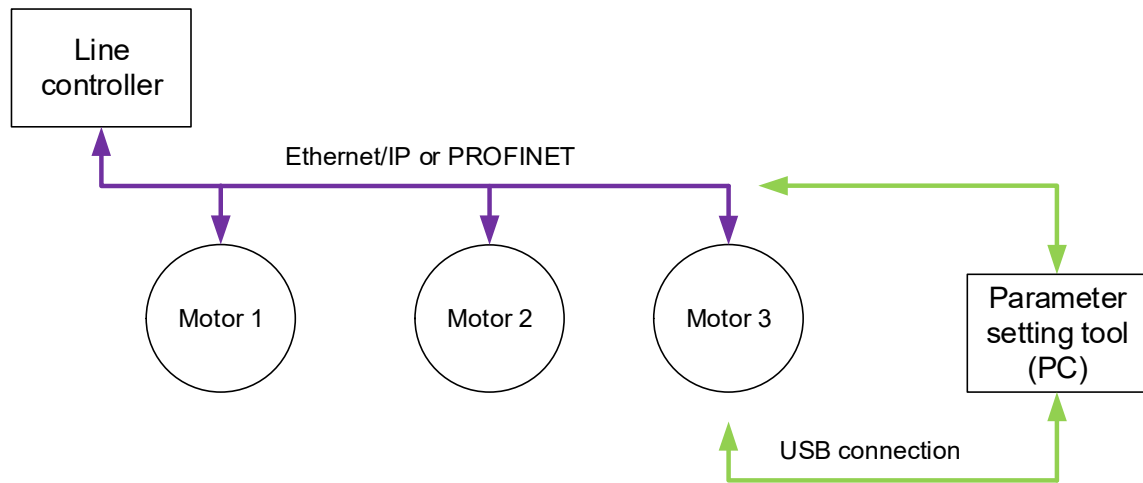 Line
controller
Ethernet/IP or PROFINET
Motor 1
Motor 2
Motor 3
Parameter
setting tool
(PC)
USB connection